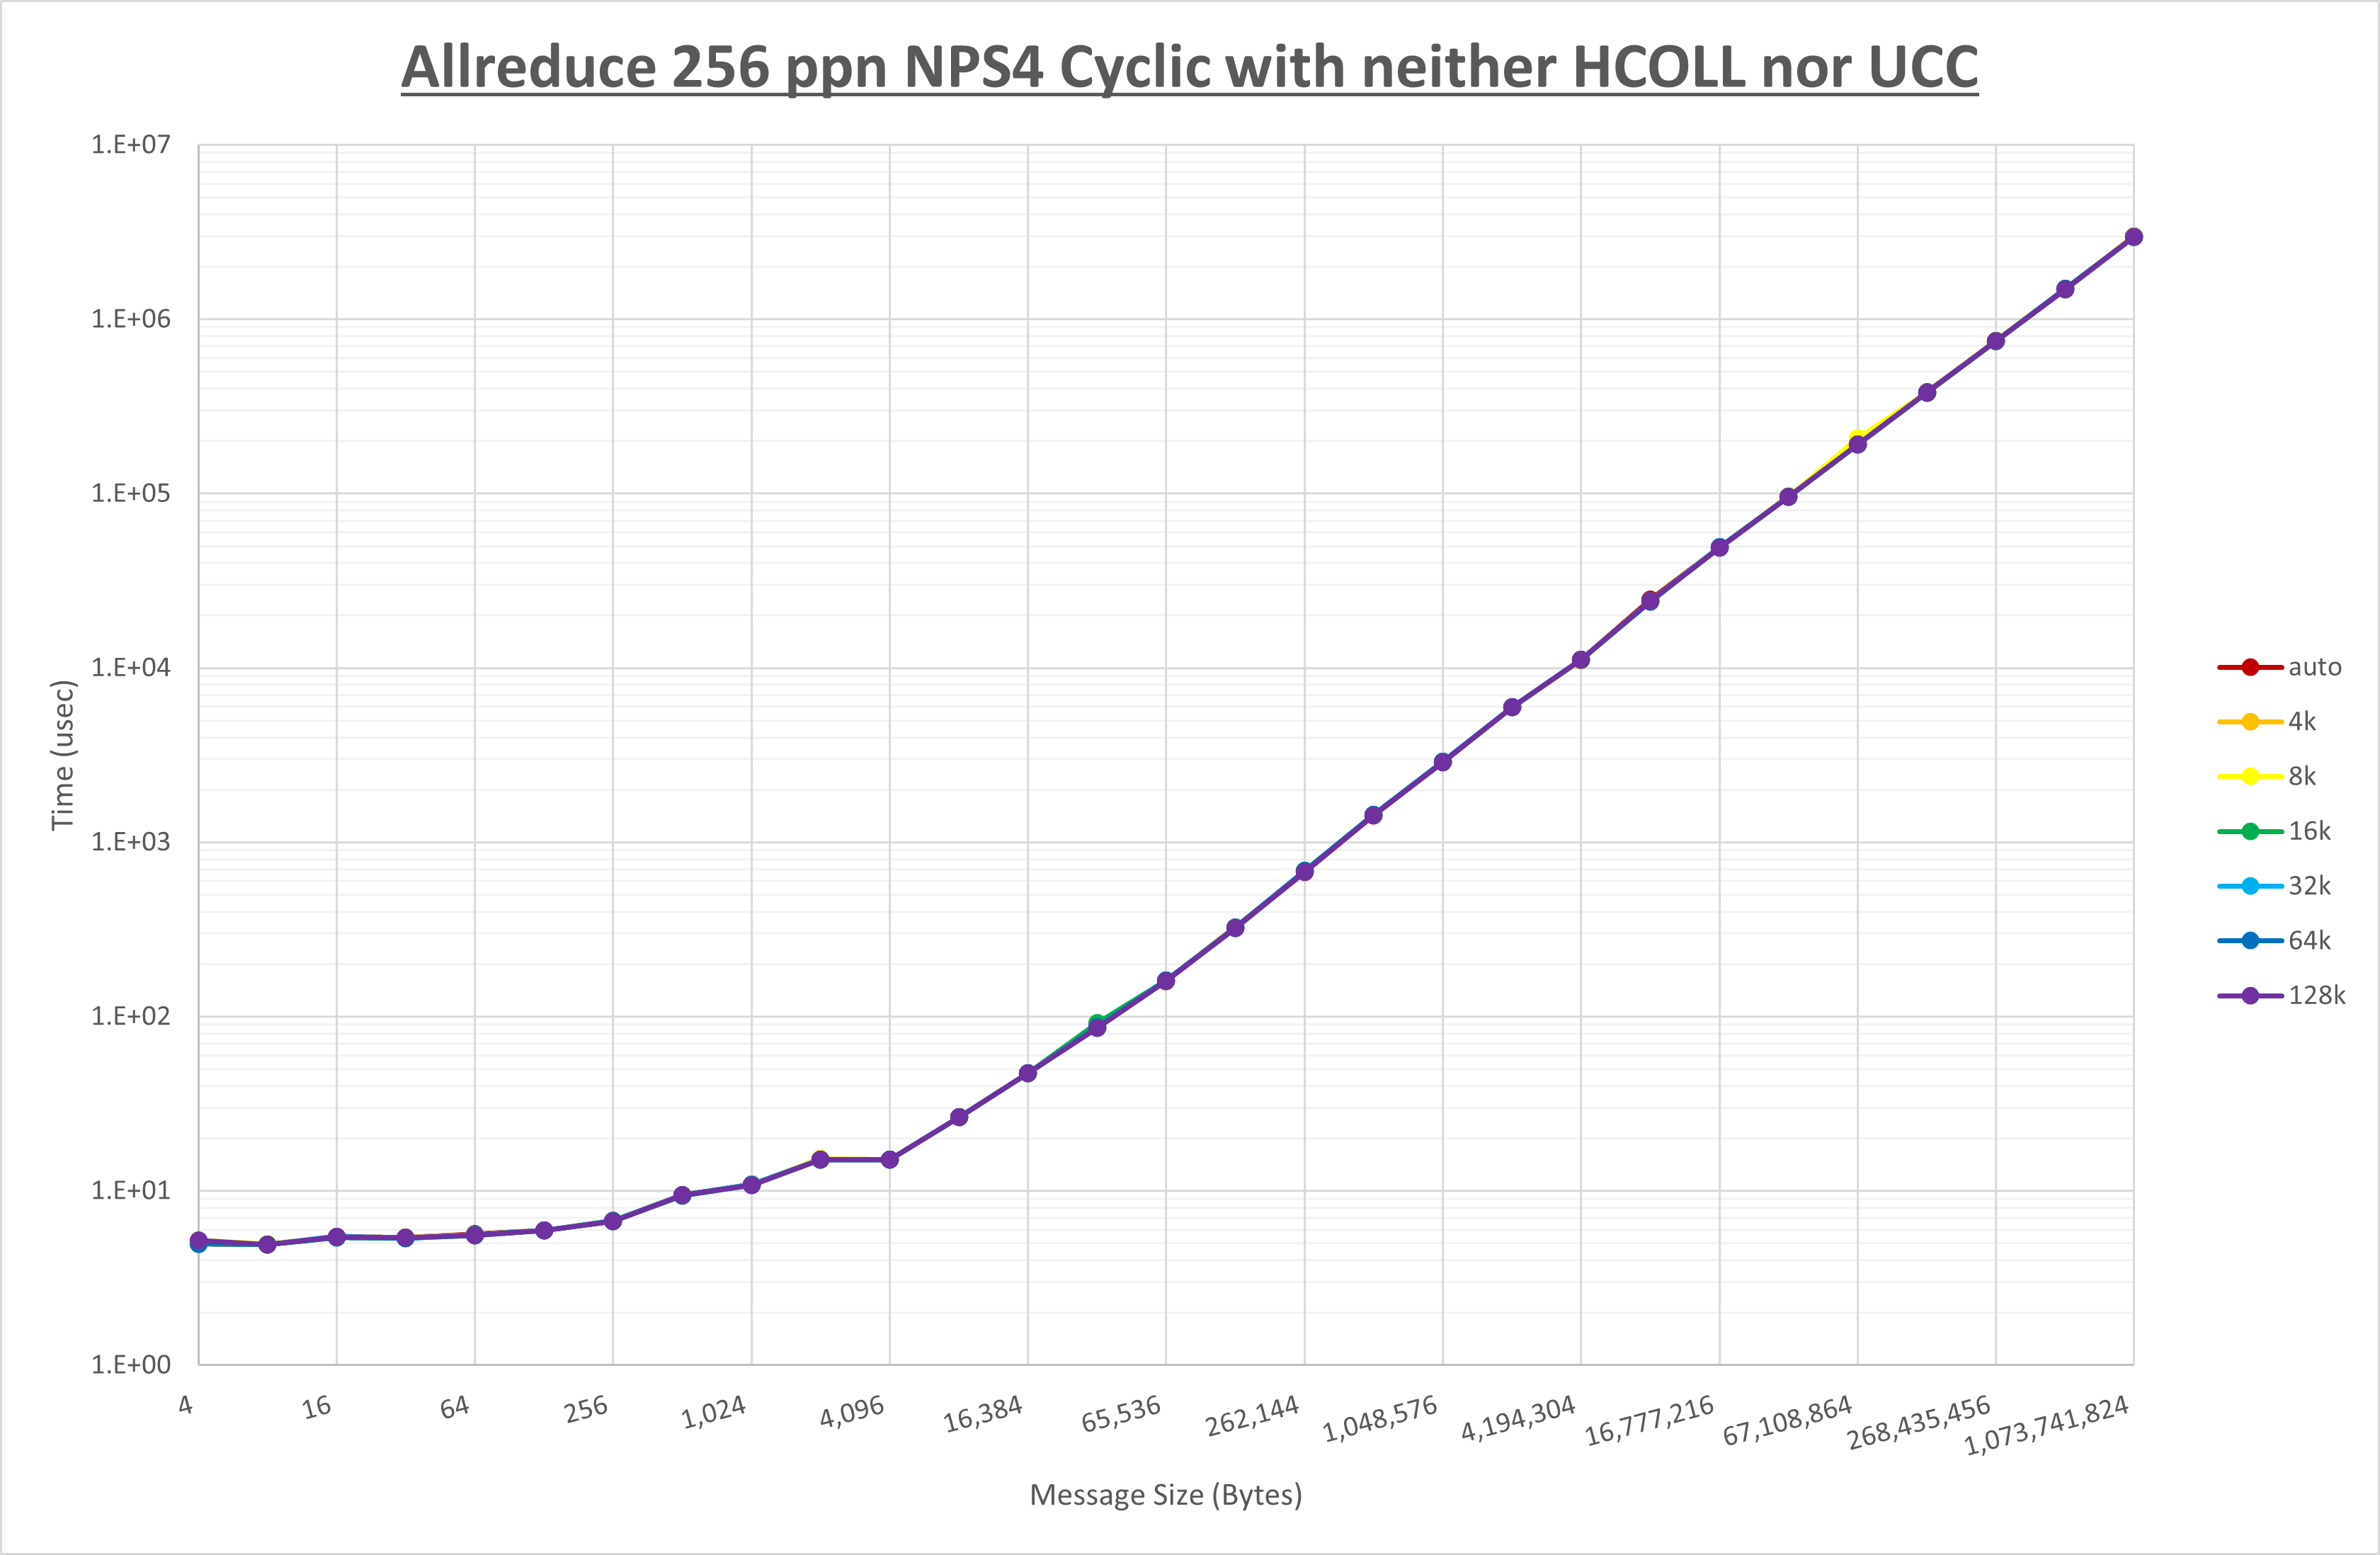 Allreduce 256 ppn NPS4 Cyclic with neither HCOLL nor UCC
1.E+07
1.E+06
1.E+05
1.E+04
1.E+03
1.E+02
1.E+01
1.E+00
Time (usec)
auto
4k
8k
16k
32k
64k
128k
4
16
64
256
1,024
4,096
16,384
65,536
262,144
1,048,576
4,194,304
16,777,216
67,108,864
268,435,456
1,073,741,824
Message Size (Bytes)